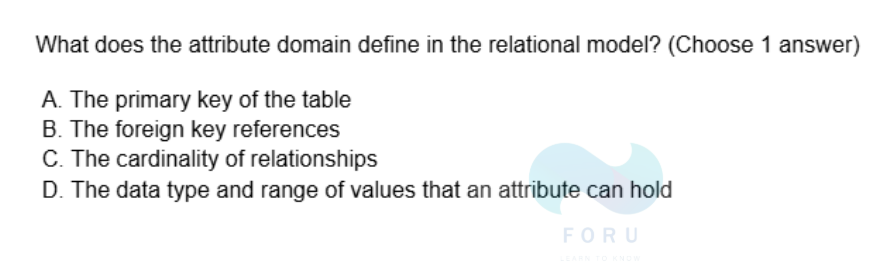 What does the attribute domain define in the relational model? (Choose 1 answer)
A. The primary key of the table
B. The foreign key references
C. The cardinality of relationships
D. The data type and range of values that an attribute can hold
FORU